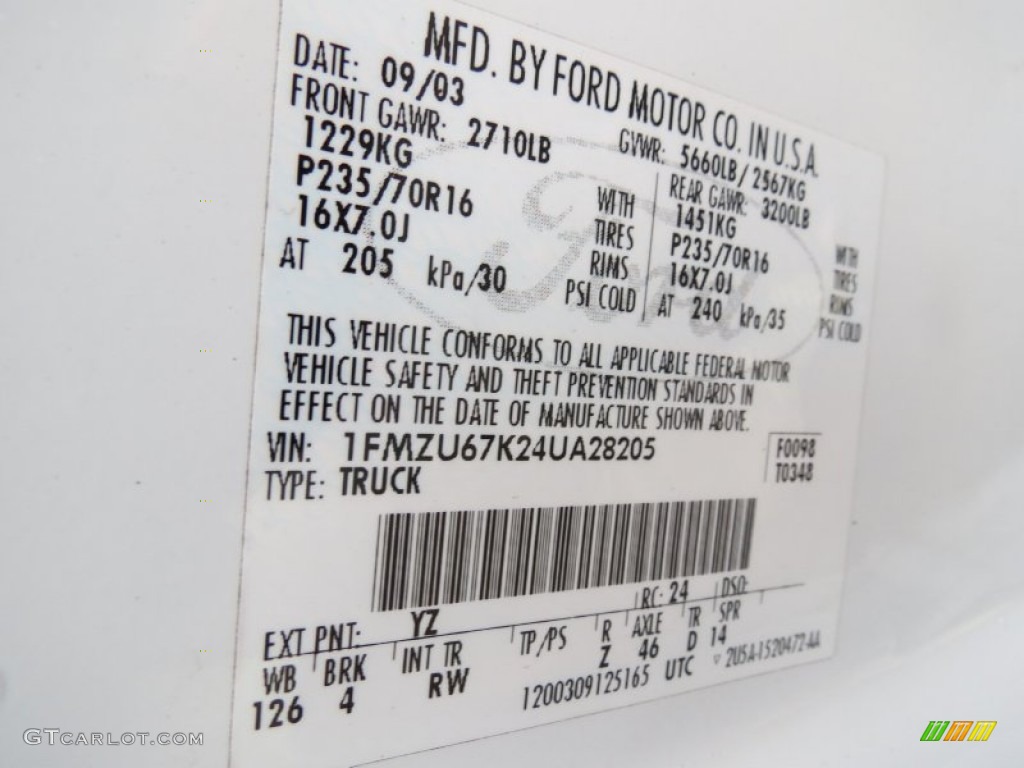 MFD. BY FORD MOTOR CO. IN U.S.A.
DATE: 09/03 GVWR: 5660LB/2567KG
FRONT GAWR: 2710LB REAR GAWR: 3200LB
1229KG WITH 1451KG WITH
P235/70R16 TIRES P235/70R16 TIRES
16X7.0J RIMS 16X7.0J RIMS
AT 205 kPa/30 PSI COLD AT 240 kPa/35 PSI COLD
Ford
THIS VEHICLE CONFORMS TO ALL APPLICABLE FEDERAL MOTOR
VEHICLE SAFETY AND THEFT PREVENTION STANDARDS IN
EFFECT ON THE DATE OF MANUFACTURE SHOWN ABOVE.
VIN: 1FMZU67K24UA28205 F0098
TYPE: TRUCK T0348
EXT PNT: YZ RC: 24 DSO:
WB BRK INT TR TP/PS R AXLE TR SPR
126 4 RW Z 46 D 14
1200309125165 UTC 2U5A-1520472-AA
GTCARLOT.COM